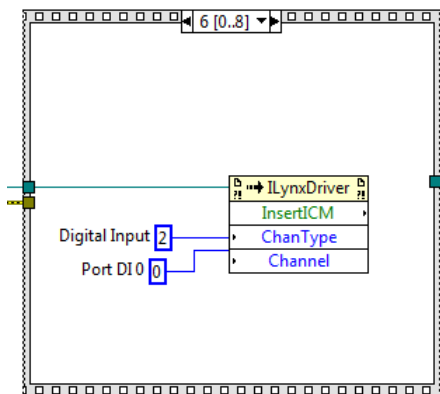 6 [0..8]
?! ILynxDriver ?!
InsertICM
Digital Input 2 ChanType
Port DI 0 0 Channel